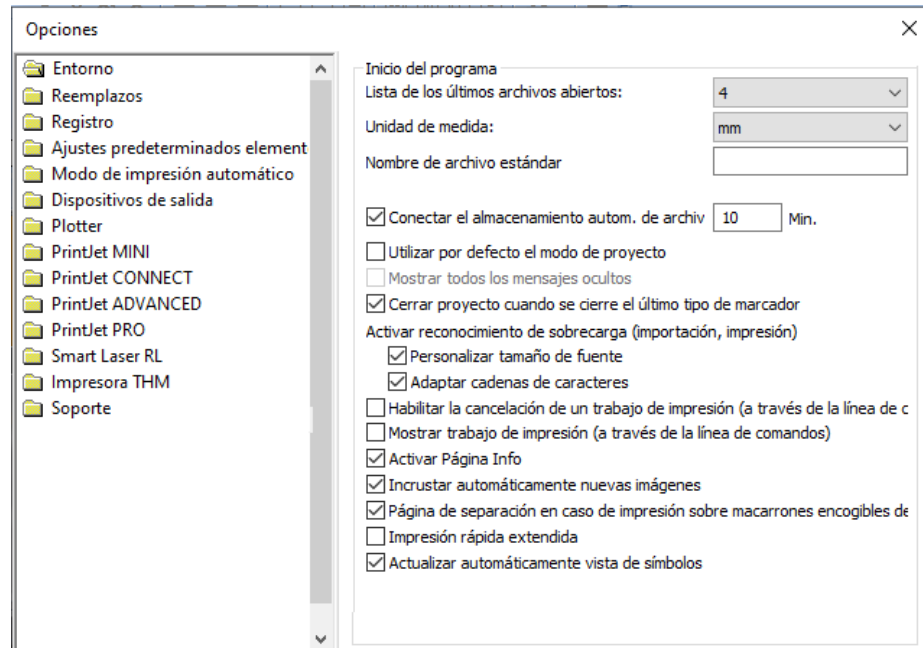 Opciones
Entorno
Reemplazos
Registro
Ajustes predeterminados element
Modo de impresión automático
Dispositivos de salida
Plotter
PrintJet MINI
PrintJet CONNECT
PrintJet ADVANCED
PrintJet PRO
Smart Laser RL
Impresora THM
Soporte
Inicio del programa
Lista de los últimos archivos abiertos: 4
Unidad de medida: mm
Nombre de archivo estándar
Conectar el almacenamiento autom. de archiv 10 Min.
Utilizar por defecto el modo de proyecto
Mostrar todos los mensajes ocultos
Cerrar proyecto cuando se cierre el último tipo de marcador
Activar reconocimiento de sobrecarga (importación, impresión)
Personalizar tamaño de fuente
Adaptar cadenas de caracteres
Habilitar la cancelación de un trabajo de impresión (a través de la línea de c
Mostrar trabajo de impresión (a través de la línea de comandos)
Activar Página Info
Incrustar automáticamente nuevas imágenes
Página de separación en caso de impresión sobre macarrones encogibles de
Impresión rápida extendida
Actualizar automáticamente vista de símbolos